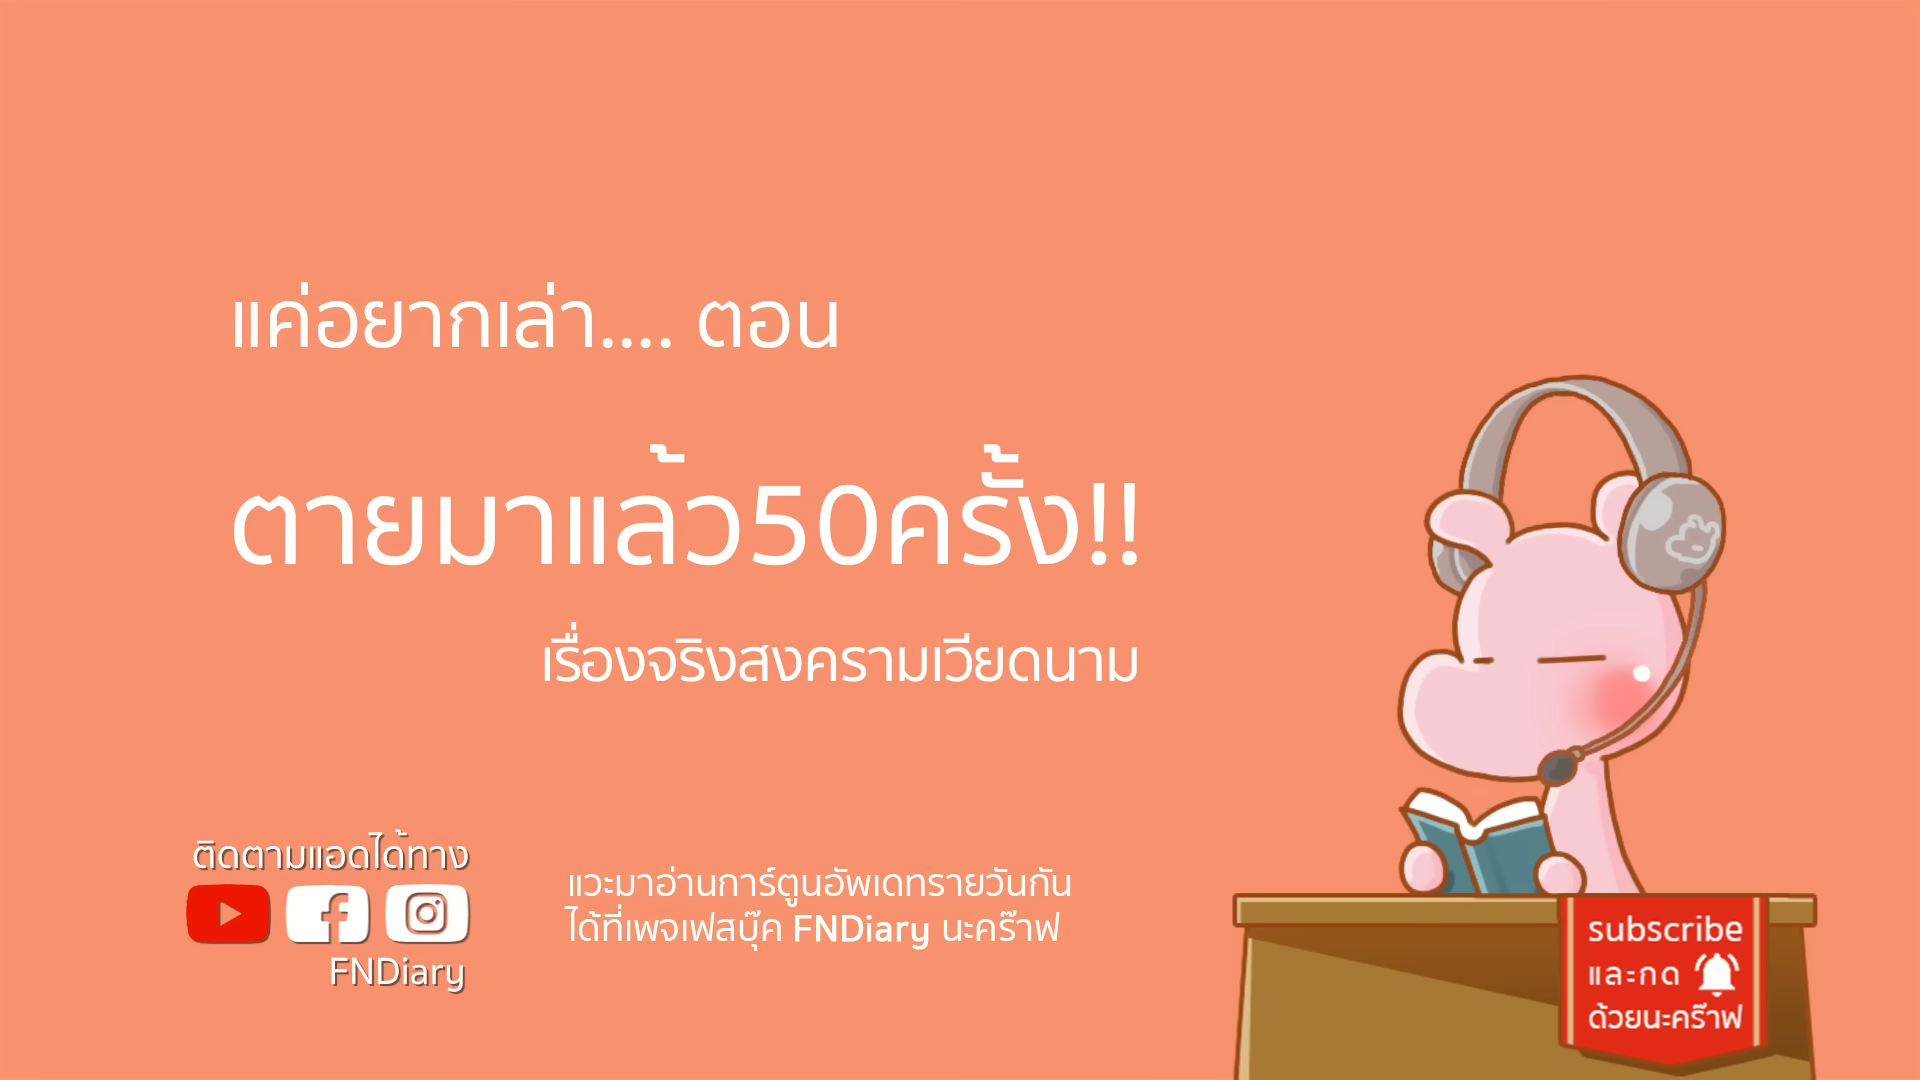 แค่อยากเล่า.... ตอน
ตายมาแล้ว50ครั้ง!!
เรื่องจริงสงครามเวียดนาม
ติดตามแอดได้ทาง
FNDiary
แวะมาอ่านการ์ตูนอัพเดทรายวันกัน
ได้ที่เพจเฟสบุ๊ค FNDiary นะคร๊าฟ
subscribe
และกด
ด้วยนะคร๊าฟ